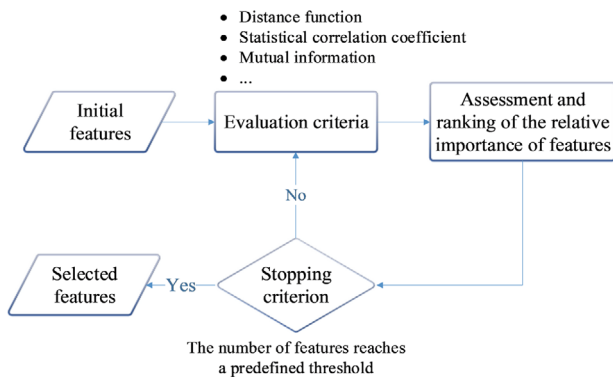 • Distance function
• Statistical correlation coefficient
• Mutual information
• ...
Initial
features
Evaluation criteria
Assessment and
ranking of the relative
importance of features
No
Selected
features
Yes
Stopping
criterion
The number of features reaches
a predefined threshold